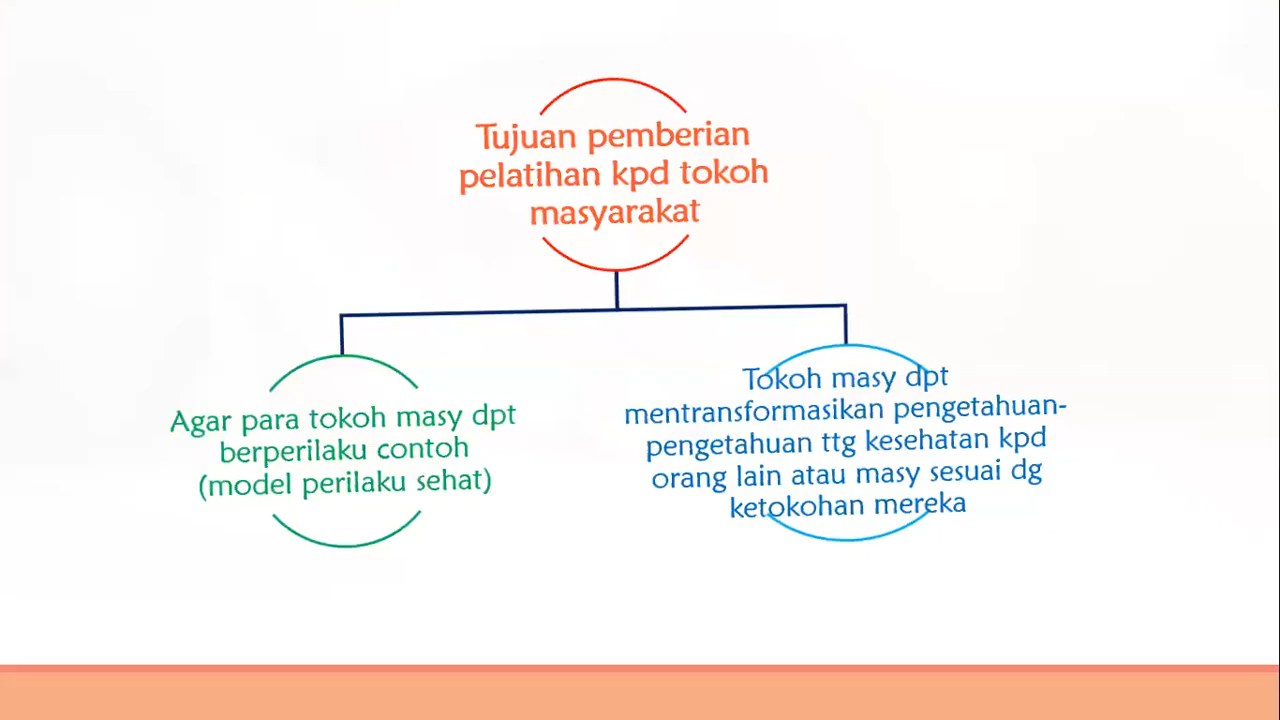 Tujuan pemberian
pelatihan kpd tokoh
masyarakat
Agar para tokoh masy dpt
berperilaku contoh
(model perilaku sehat)
Tokoh masy dpt
mentransformasikan pengetahuan-
pengetahuan ttg kesehatan kpd
orang lain atau masy sesuai dg
ketokohan mereka